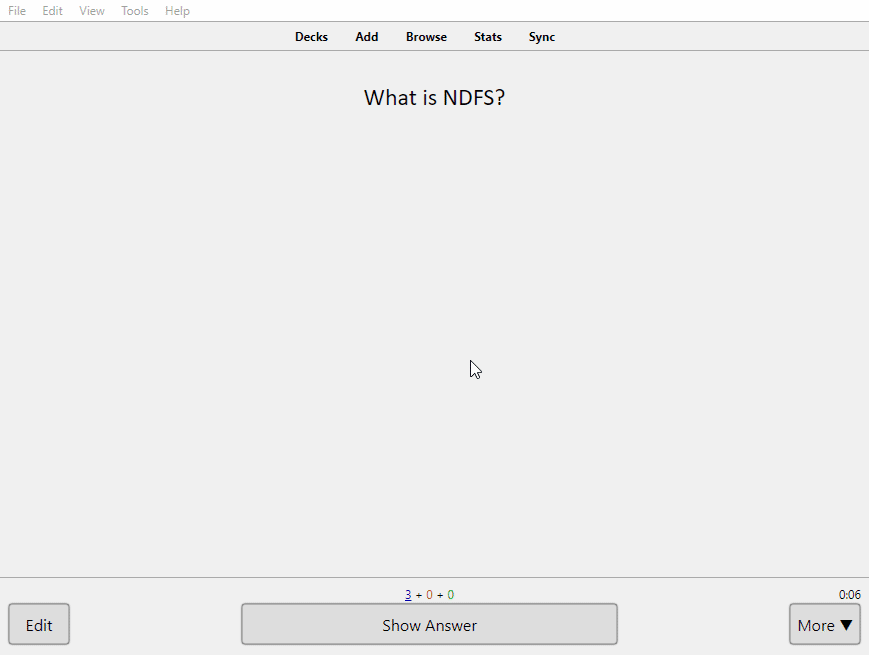 File Edit View Tools Help
Decks Add Browse Stats Sync
What is NDFS?
3 + 0 + 0
0:06
Edit
Show Answer
More ▼